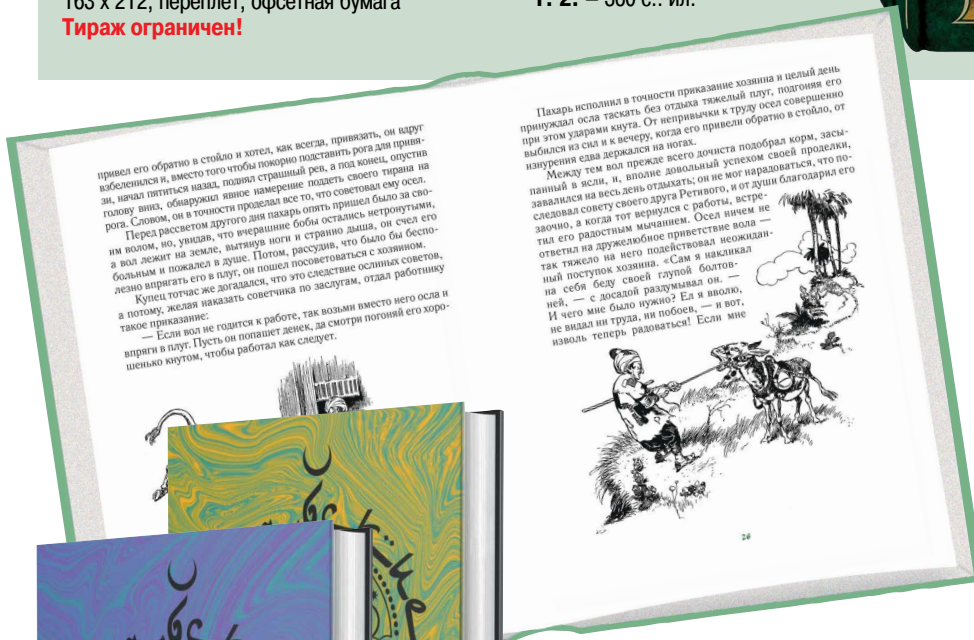 163 х 212, переплет, офсетная бумага
Тираж ограничен!
Т. 2. – 560 с.: ил.
привел его обратно в стойло и хотел, как всегда, привязать, он вдруг
взбеленился и, вместо того чтобы покорно подставить рога для привя-
зи, начал пятиться назад, поднял страшный рев, а под конец, опустив
голову вниз, обнаружил явное намерение поддеть своего тирана на
рога. Словом, он в точности проделал все то, что советовал ему осел.
Перед рассветом другого дня пахарь опять пришел было за сво-
им волом, но, увидав, что вчерашние бобы остались нетронутыми,
а вол лежит на земле, вытянув ноги и странно дыша, он счел его
больным и пожалел в душе. Потом, рассудив, что было бы беспо-
лезно впрягать его в плуг, он пошел посоветоваться с хозяином.
Купец тотчас же догадался, что это следствие ослиных советов,
а потому, желая наказать советчика по заслугам, отдал работнику
такое приказание:
— Если вол не годится к работе, так возьми вместо него осла и
впряги в плуг. Пусть он попашет денек, да смотри погоняй его хоро-
шенько кнутом, чтобы работал как следует.
Пахарь исполнил в точности приказание хозяина и целый день
принуждал осла таскать без отдыха тяжелый плуг, подгоняя его
при этом ударами кнута. От непривычки к труду осел совершенно
выбился из сил и к вечеру, когда его привели обратно в стойло, от
изнурения едва держался на ногах.
Между тем вол прежде всего дочиста подобрал корм, засы-
панный в ясли, и, вполне довольный успехом своей проделки,
завалился на весь день отдыхать; он не мог нарадоваться, что по-
следовал совету своего друга Ретивого, и от души благодарил его
заочно, а когда тот вернулся с работы, встре-
тил его радостным мычанием. Осел ничем не
ответил на дружелюбное приветствие вола —
так тяжело на него подействовал неожидан-
ный поступок хозяина. «Сам я накликал
на себя беду своей глупой болтов-
ней, — с досадой раздумывал он. —
И чего мне было нужно? Ел я вволю,
не видал ни труда, ни побоев, — и вот,
изволь теперь радоваться! Если мне
26